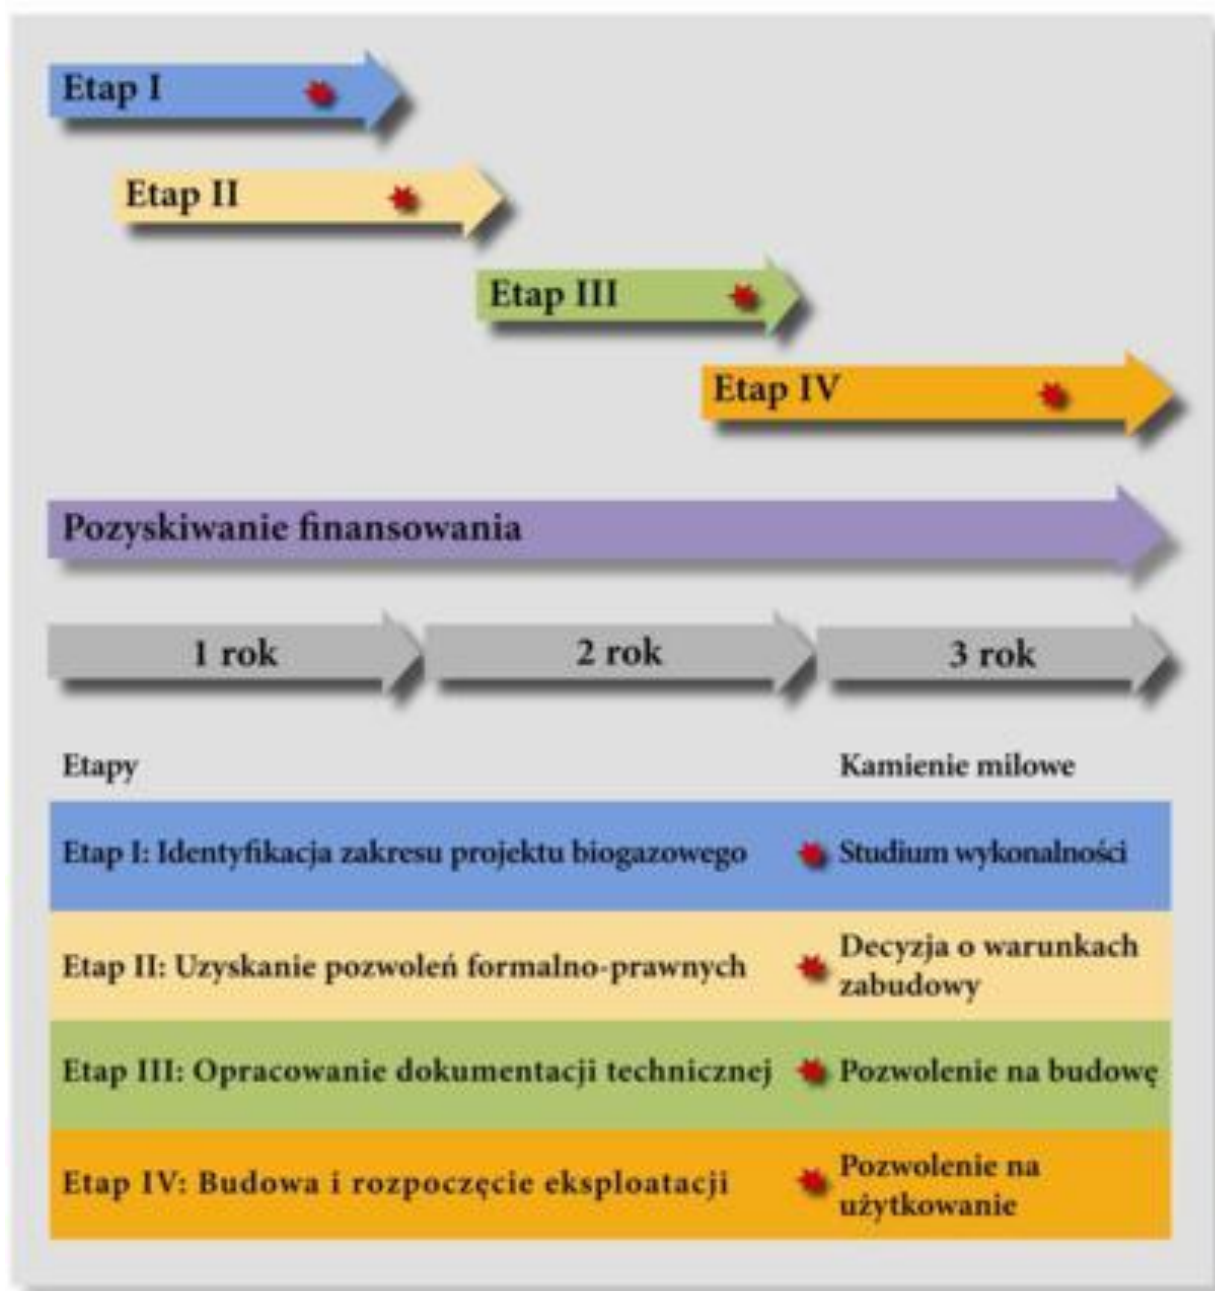 Etap I
Etap II
Etap III
Etap IV
Pozyskiwanie finansowania
1 rok
2 rok
3 rok
Etapy
Kamienie milowe
Etap I: Identyfikacja zakresu projektu biogazowego
Studium wykonalności
Etap II: Uzyskanie pozwoleń formalno-prawnych
Decyzja o warunkach
zabudowy
Etap III: Opracowanie dokumentacji technicznej
Pozwolenie na budowę
Etap IV: Budowa i rozpoczęcie eksploatacji
Pozwolenie na
użytkowanie